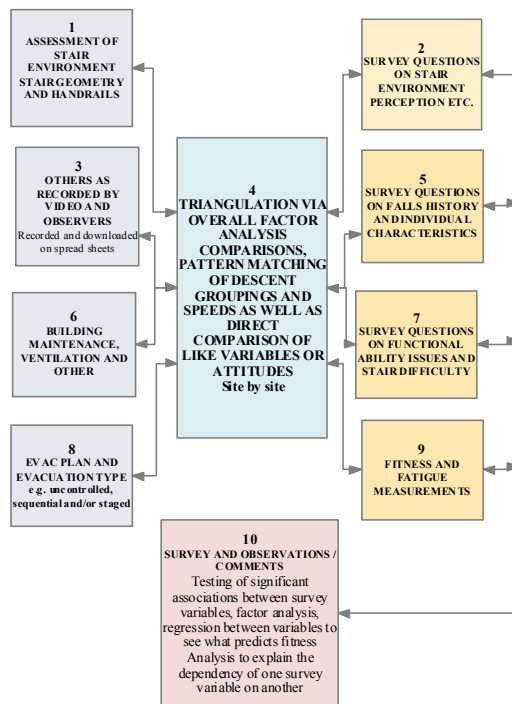 1
ASSESSMENT OF
STAIR
ENVIRONMENT
STAIR GEOMETRY
AND HANDRAILS
2
SURVEY QUESTIONS
ON STAIR
ENVIRONMENT
PERCEPTION ETC.
3
OTHERS AS
RECORDED BY
VIDEO AND
OBSERVERS
Recorded and downloaded
on spread sheets
4
TRIANGULATION VIA
OVERALL FACTOR
ANALYSIS
COMPARISONS,
PATTERN MATCHING
OF DESCENT
GROUPINGS AND
SPEEDS AS WELL AS
DIRECT
COMPARISON OF
LIKE VARIABLES OR
ATTITUDES
Site by site
5
SURVEY QUESTIONS
ON FALLS HISTORY
AND INDIVIDUAL
CHARACTERISTICS
6
BUILDING
MAINTENANCE,
VENTILATION AND
OTHER
7
SURVEY QUESTIONS
ON FUNCTIONAL
ABILITY ISSUES AND
STAIR DIFFICULTY
8
EVAC PLAN AND
EVACUATION TYPE
e.g. uncontrolled,
sequential and/or staged
9
FITNESS AND
FATIGUE
MEASUREMENTS
10
SURVEY AND OBSERVATIONS /
COMMENTS
Testing of significant
associations between survey
variables, factor analysis,
regression between variables to
see what predicts fitness
Analysis to explain the
dependency of one survey
variable on another